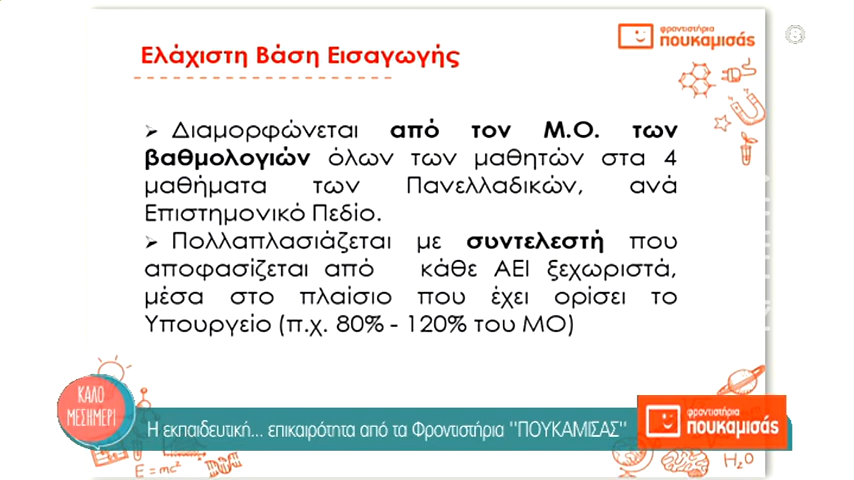 φροντιστήρια
πουκαμισάς
Ελάχιστη Βάση Εισαγωγής
➢ Διαμορφώνεται από τον Μ.Ο. των
βαθμολογιών όλων των μαθητών στα 4
μαθήματα των Πανελλαδικών, ανά
Επιστημονικό Πεδίο.
➢ Πολλαπλασιάζεται με συντελεστή που
αποφασίζεται από κάθε ΑΕΙ ξεχωριστά,
μέσα στο πλαίσιο που έχει ορίσει το
Υπουργείο (π.χ. 80% - 120% του ΜΟ)
ΚΑΛΟ
ΜΕΣΗΜΕΡΙ
Η εκπαιδευτική... επικαιρότητα από τα Φροντιστήρια "ΠΟΥΚΑΜΙΣΑΣ"
φροντιστήρια
πουκαμισάς
E = mc²
H₂O